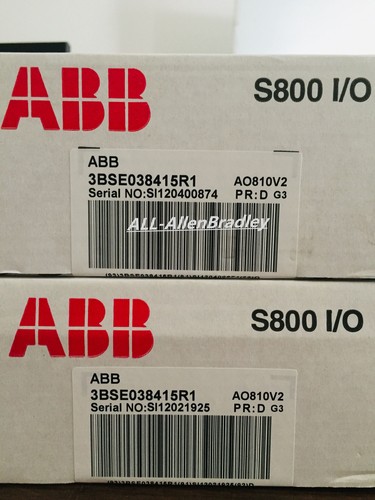 ABB
S800 I/O
ABB
3BSE038415R1
AO810V2
Serial NO:SI120400874
PR:D G3
ALL-AllenBradley
ABB
S800 I/O
ABB
3BSE038415R1
AO810V2
Serial NO:SI12021925
PR:D G3